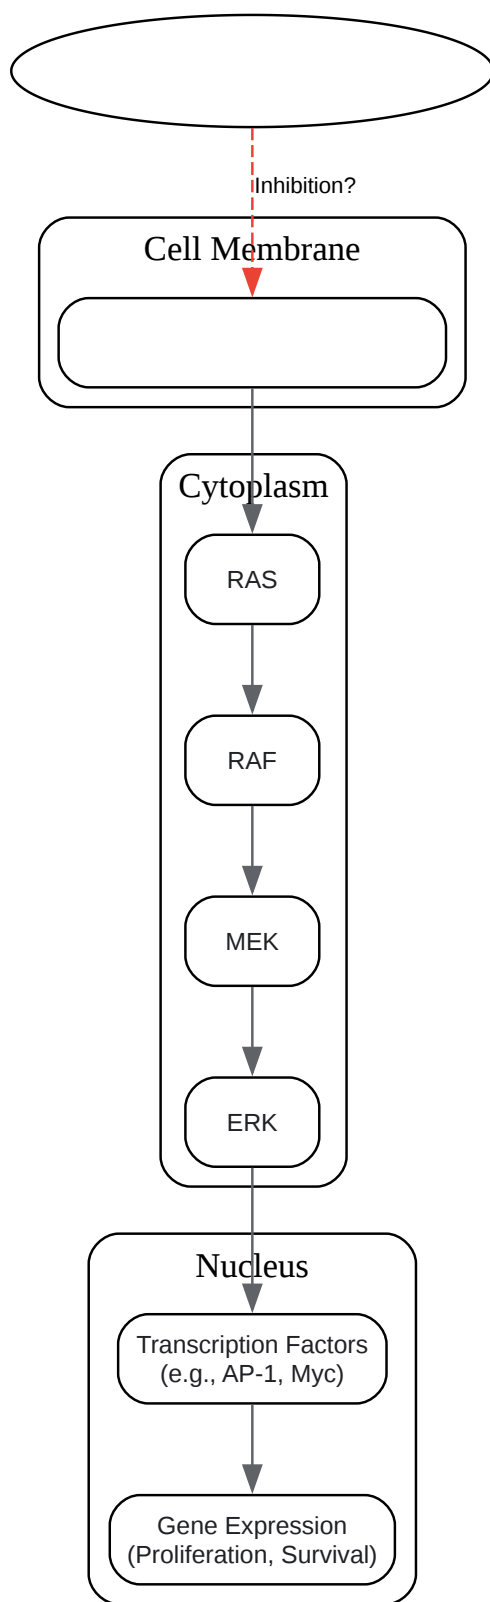 Inhibition?
Cell Membrane
Cytoplasm
RAS
RAF
MEK
ERK
Nucleus
Transcription Factors
(e.g., AP-1, Myc)
Gene Expression
(Proliferation, Survival)